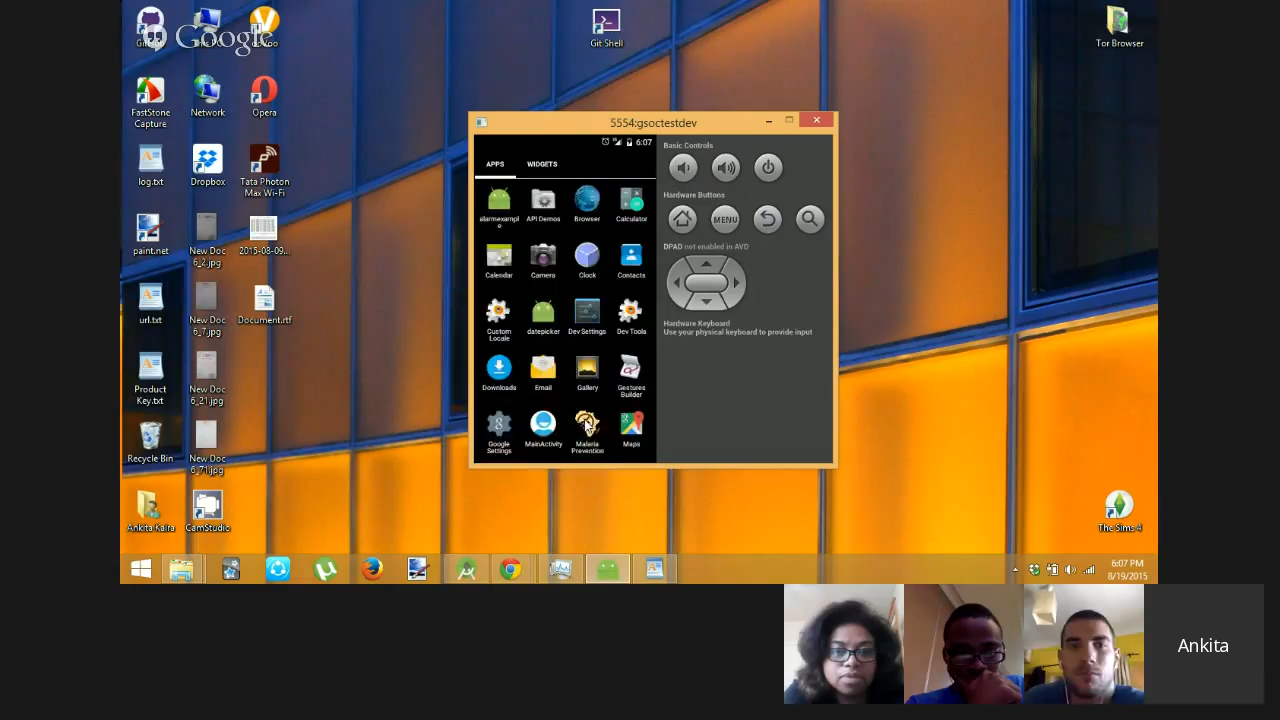 Google
GitHub
This PC
ooVoo
Git Shell
Tor Browser
FastStone
Capture
Network
Opera
log.txt
Dropbox
Tata Photon
Max Wi-Fi
paint.net
New Doc
6_2.jpg
2015-08-09...
url.txt
New Doc
6_7.jpg
Document.rtf
Product
Key.txt
New Doc
6_21.jpg
Recycle Bin
New Doc
6_71.jpg
Ankita Kalra
CamStudio
The Sims 4
5554:gsoctestdev
6:07
APPS
WIDGETS
alarmexampl
e
API Demos
Browser
Calculator
Calendar
Camera
Clock
Contacts
Custom
Locale
datepicker
Dev Settings
Dev Tools
Downloads
Email
Gallery
Gestures
Builder
Google
Settings
MainActivity
Malaria
Prevention
Maps
Basic Controls
Hardware Buttons
MENU
DPAD not enabled in AVD
Hardware Keyboard
Use your physical keyboard to provide input
6:07 PM
8/19/2015
Ankita